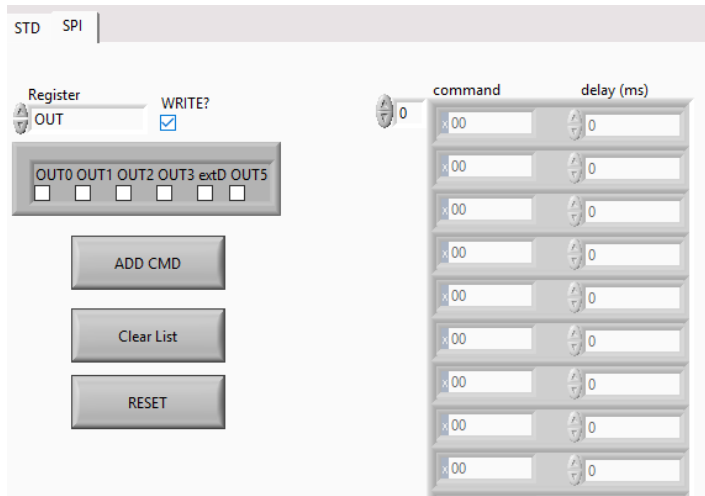 STD SPI
Register
WRITE?
OUT
OUT0 OUT1 OUT2 OUT3 extD OUT5
ADD CMD
Clear List
RESET
0
command delay (ms)
x 00 0
x 00 0
x 00 0
x 00 0
x 00 0
x 00 0
x 00 0
x 00 0
x 00 0